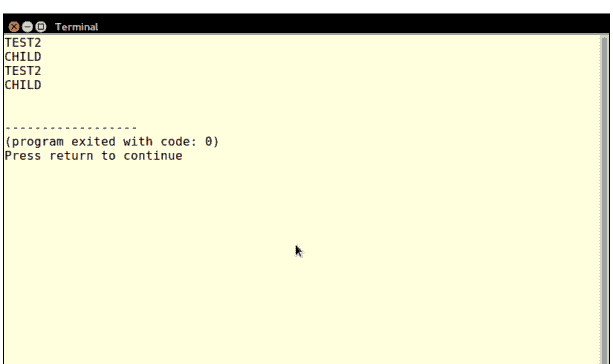 Terminal
TEST2
CHILD
TEST2
CHILD
------------------
(program exited with code: 0)
Press return to continue